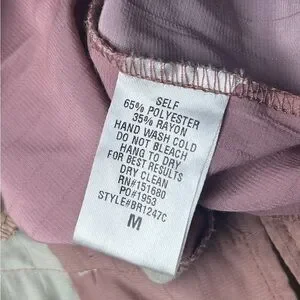 SELF
65% POLYESTER
35% RAYON
HAND WASH COLD
DO NOT BLEACH
HANG TO DRY
FOR BEST RESULTS
DRY CLEAN
RN#151680
PO#1953
STYLE#BR1247C
M